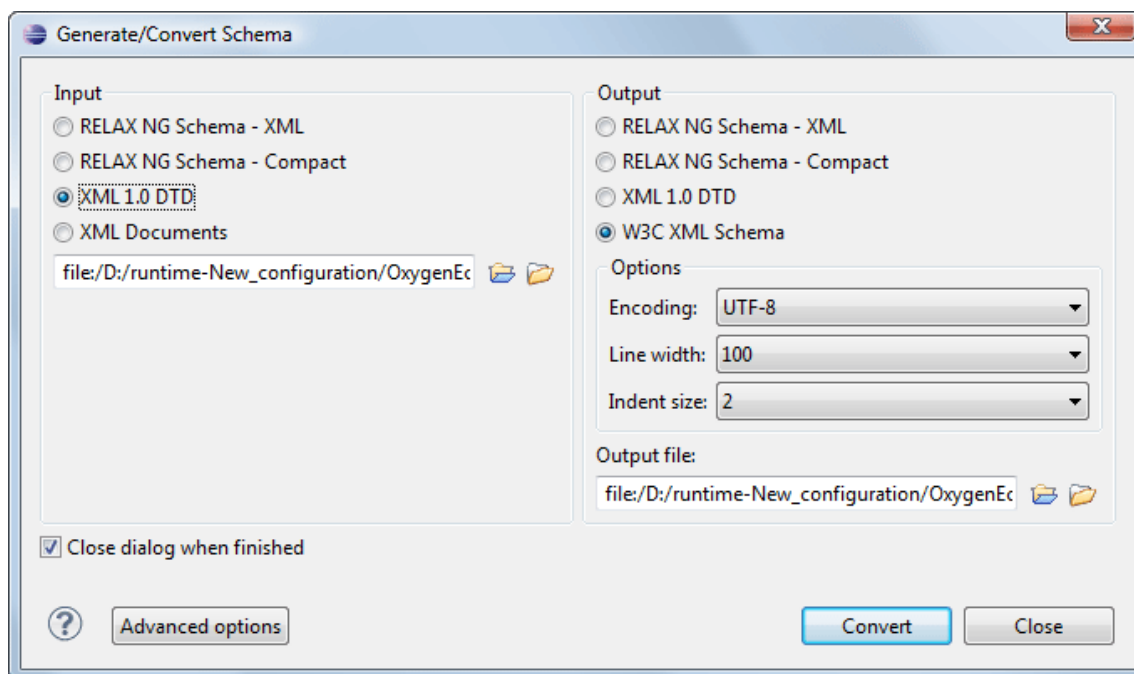 Generate/Convert Schema
Input
RELAX NG Schema - XML
RELAX NG Schema - Compact
XML 1.0 DTD
XML Documents
file:/D:/runtime-New_configuration/OxygenEc
Output
RELAX NG Schema - XML
RELAX NG Schema - Compact
XML 1.0 DTD
W3C XML Schema
Options
Encoding: UTF-8
Line width: 100
Indent size: 2
Output file:
file:/D:/runtime-New_configuration/OxygenEc
Close dialog when finished
? Advanced options Convert Close